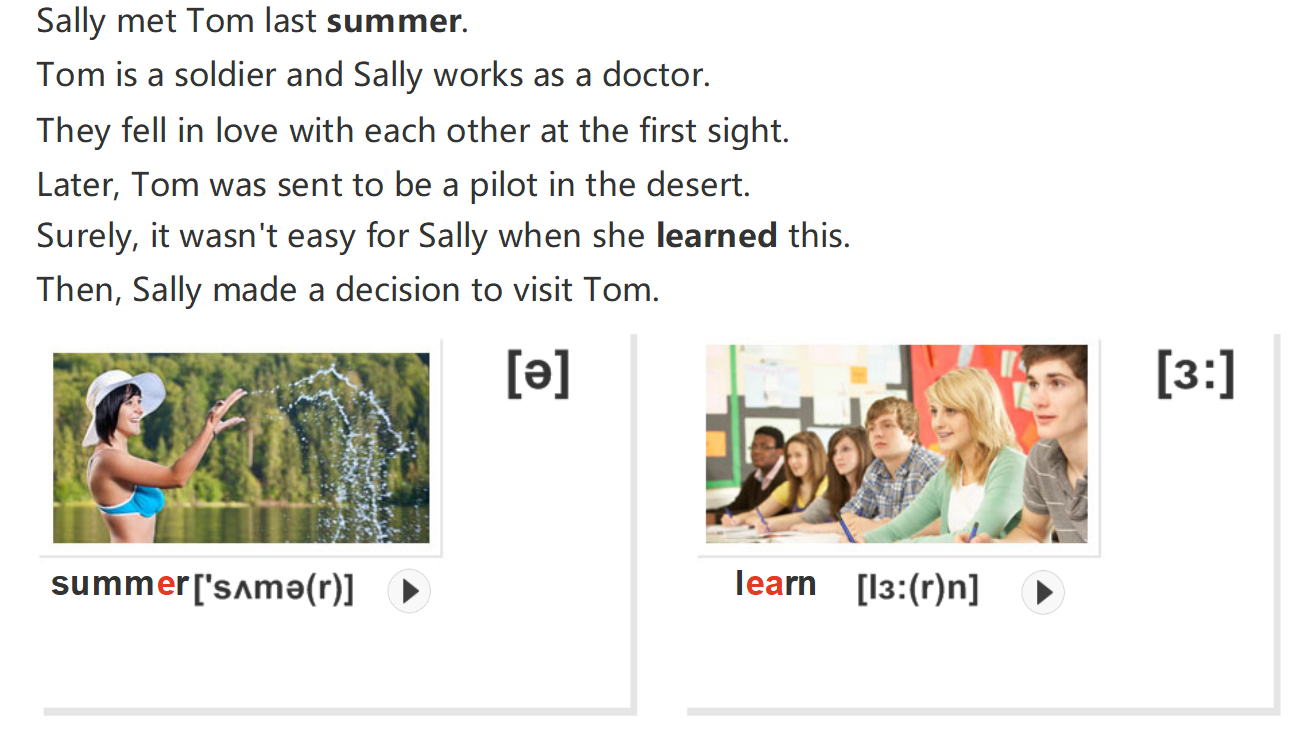 Sally met Tom last summer.
Tom is a soldier and Sally works as a doctor.
They fell in love with each other at the first sight.
Later, Tom was sent to be a pilot in the desert.
Surely, it wasn't easy for Sally when she learned this.
Then, Sally made a decision to visit Tom.
[ə]
summer['sʌmə(r)]
[ɜ:]
learn [lɜ:(r)n]